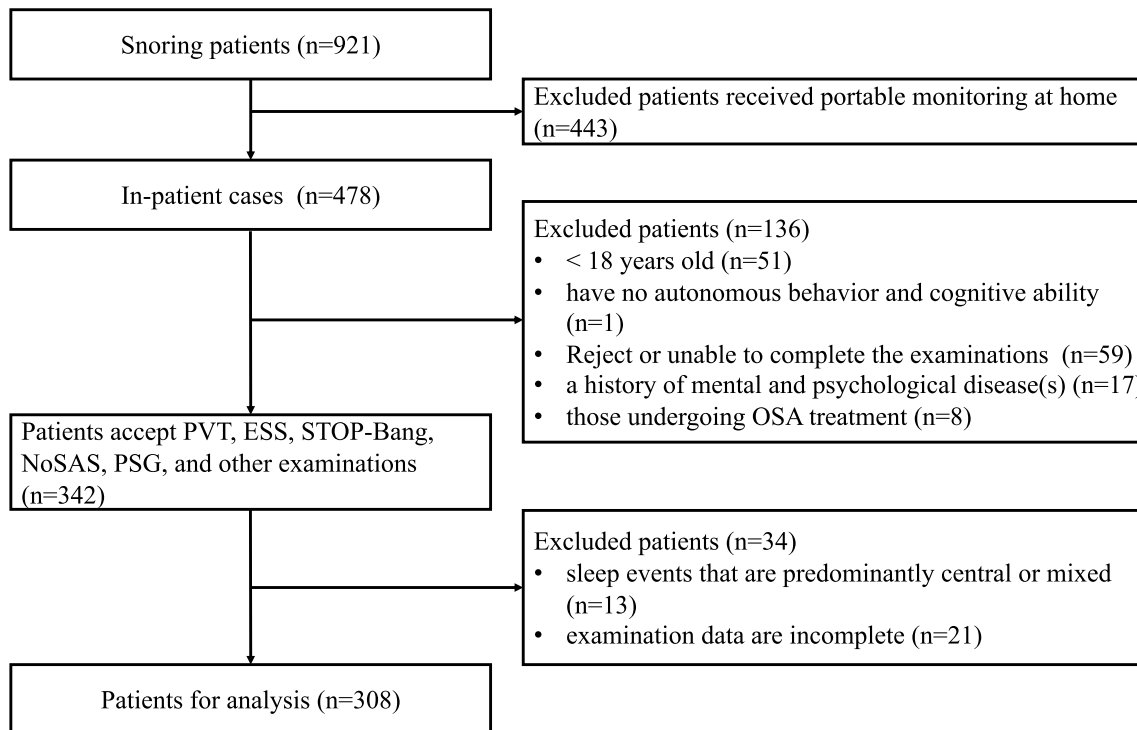 Snoring patients (n=921)
Excluded patients received portable monitoring at home
(n=443)
In-patient cases (n=478)
Excluded patients (n=136)
• < 18 years old (n=51)
• have no autonomous behavior and cognitive ability
(n=1)
• Reject or unable to complete the examinations (n=59)
• a history of mental and psychological disease(s) (n=17)
• those undergoing OSA treatment (n=8)
Patients accept PVT, ESS, STOP-Bang,
NoSAS, PSG, and other examinations
(n=342)
Excluded patients (n=34)
• sleep events that are predominantly central or mixed
(n=13)
• examination data are incomplete (n=21)
Patients for analysis (n=308)